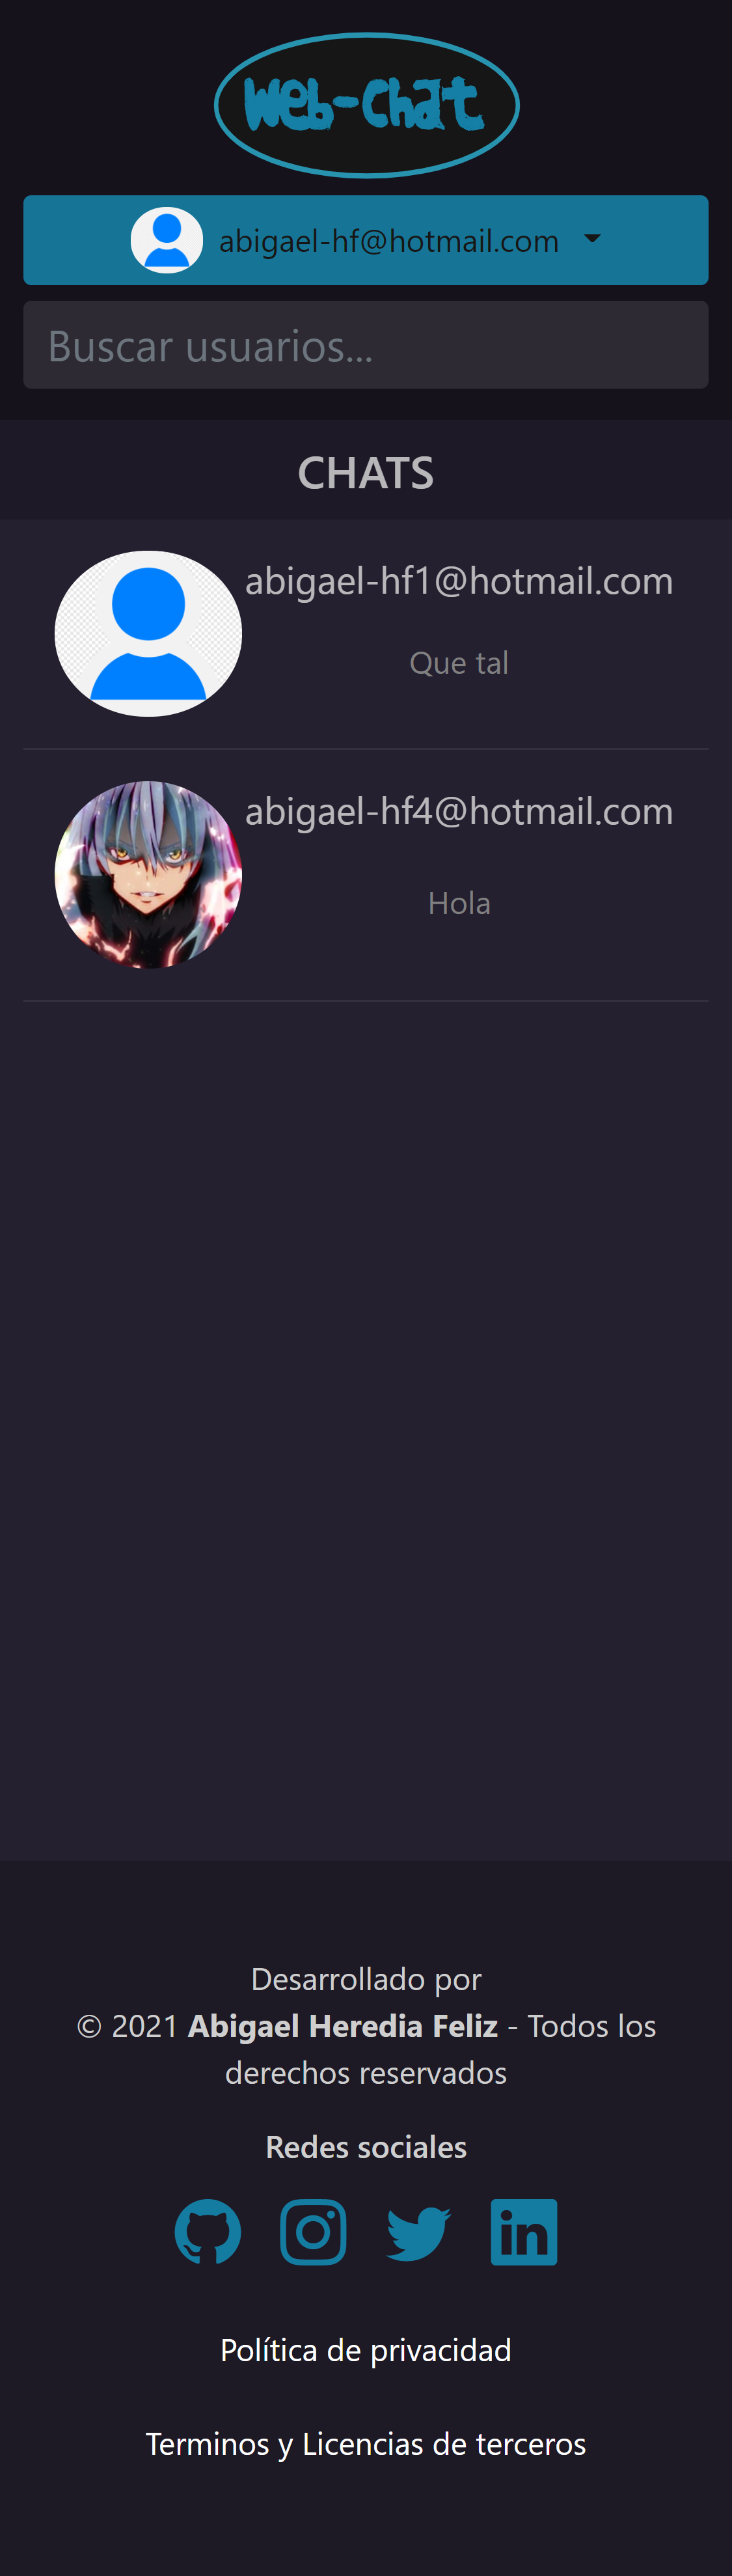 Web-Chat
abigael-hf@hotmail.com
Buscar usuarios...
CHATS
abigael-hf1@hotmail.com
Que tal
abigael-hf4@hotmail.com
Hola
Desarrollado por
© 2021 Abigael Heredia Feliz - Todos los
derechos reservados
Redes sociales
in
Política de privacidad
Terminos y Licencias de terceros